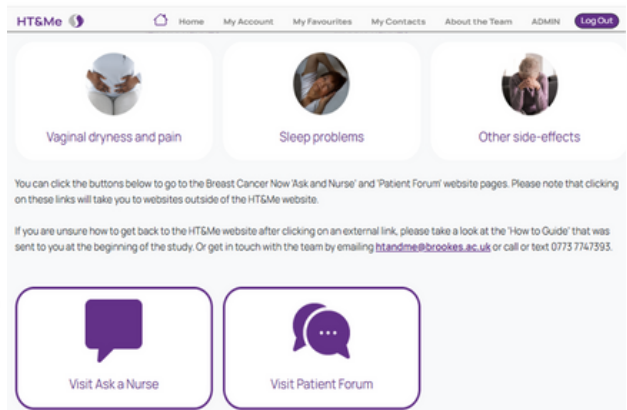 HT&Me Home My Account My Favourites My Contacts About the Team ADMIN Log Out
Vaginal dryness and pain Sleep problems Other side-effects
You can click the buttons below to go to the Breast Cancer Now 'Ask and Nurse' and 'Patient Forum' website pages. Please note that clicking
on these links will take you to websites outside of the HT&Me website.
If you are unsure how to get back to the HT&Me website after clicking on an external link, please take a look at the 'How to Guide' that was
sent to you at the beginning of the study. Or get in touch with the team by emailing htandme@brookes.ac.uk or call or text 0773 7747393.
Visit Ask a Nurse Visit Patient Forum